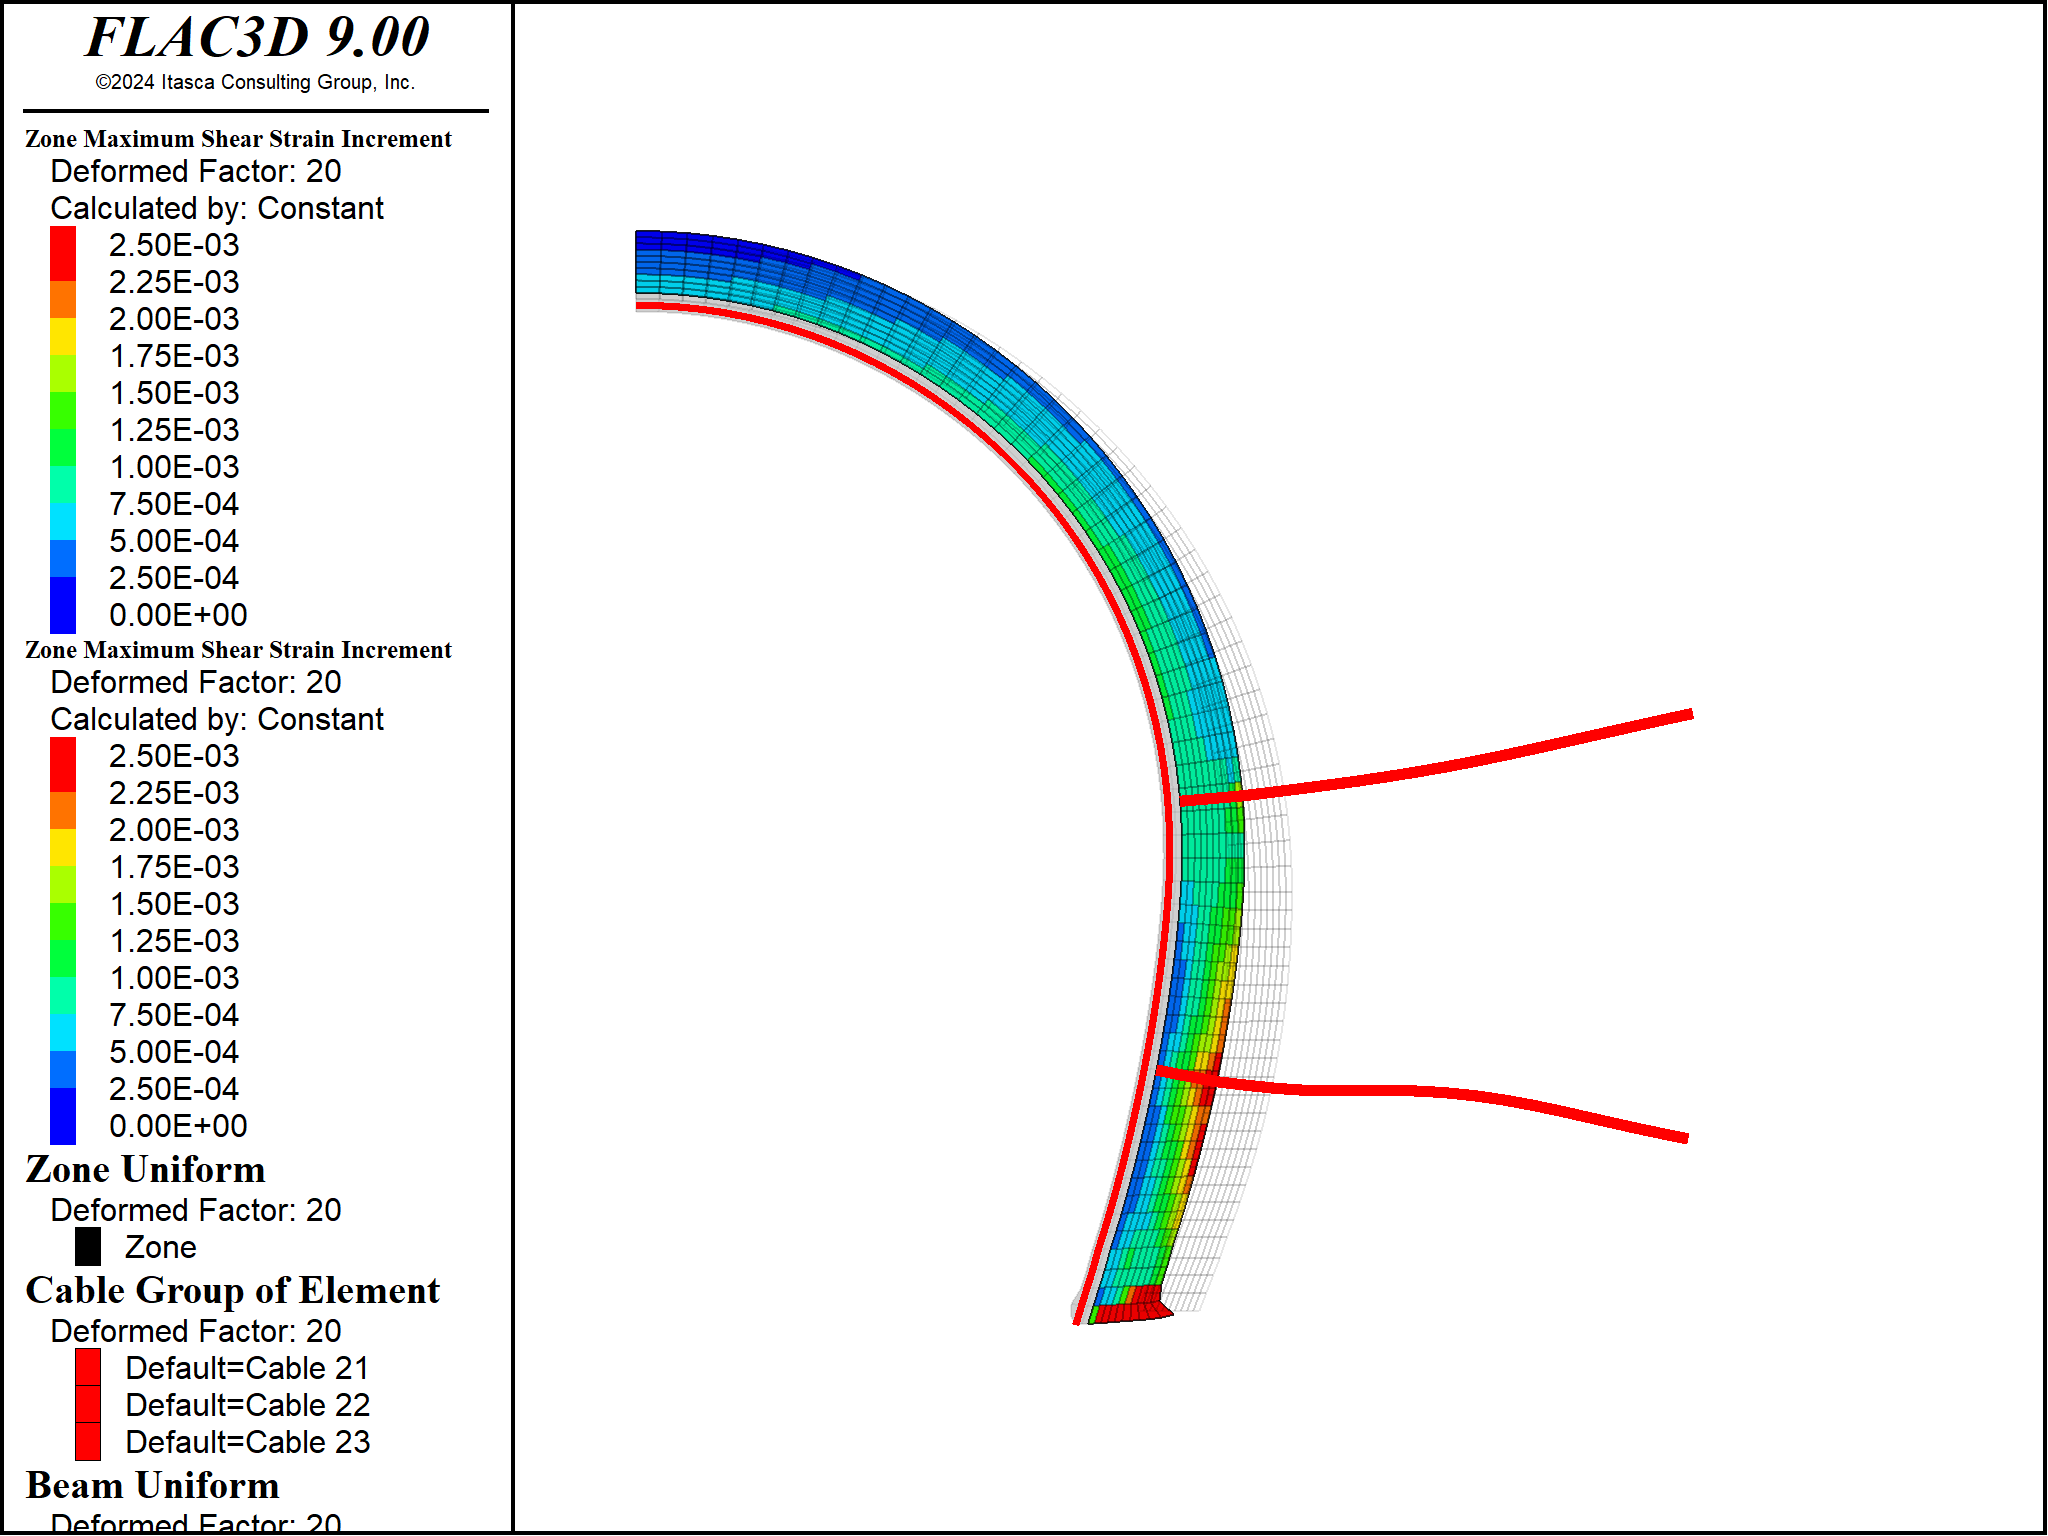 FLAC3D 9.00
©2024 Itasca Consulting Group, Inc.
Zone Maximum Shear Strain Increment
Deformed Factor: 20
Calculated by: Constant
2.50E-03
2.25E-03
2.00E-03
1.75E-03
1.50E-03
1.25E-03
1.00E-03
7.50E-04
5.00E-04
2.50E-04
0.00E+00
Zone Maximum Shear Strain Increment
Deformed Factor: 20
Calculated by: Constant
2.50E-03
2.25E-03
2.00E-03
1.75E-03
1.50E-03
1.25E-03
1.00E-03
7.50E-04
5.00E-04
2.50E-04
0.00E+00
Zone Uniform
Deformed Factor: 20
Zone
Cable Group of Element
Deformed Factor: 20
Default=Cable 21
Default=Cable 22
Default=Cable 23
Beam Uniform
Deformed Factor: 20